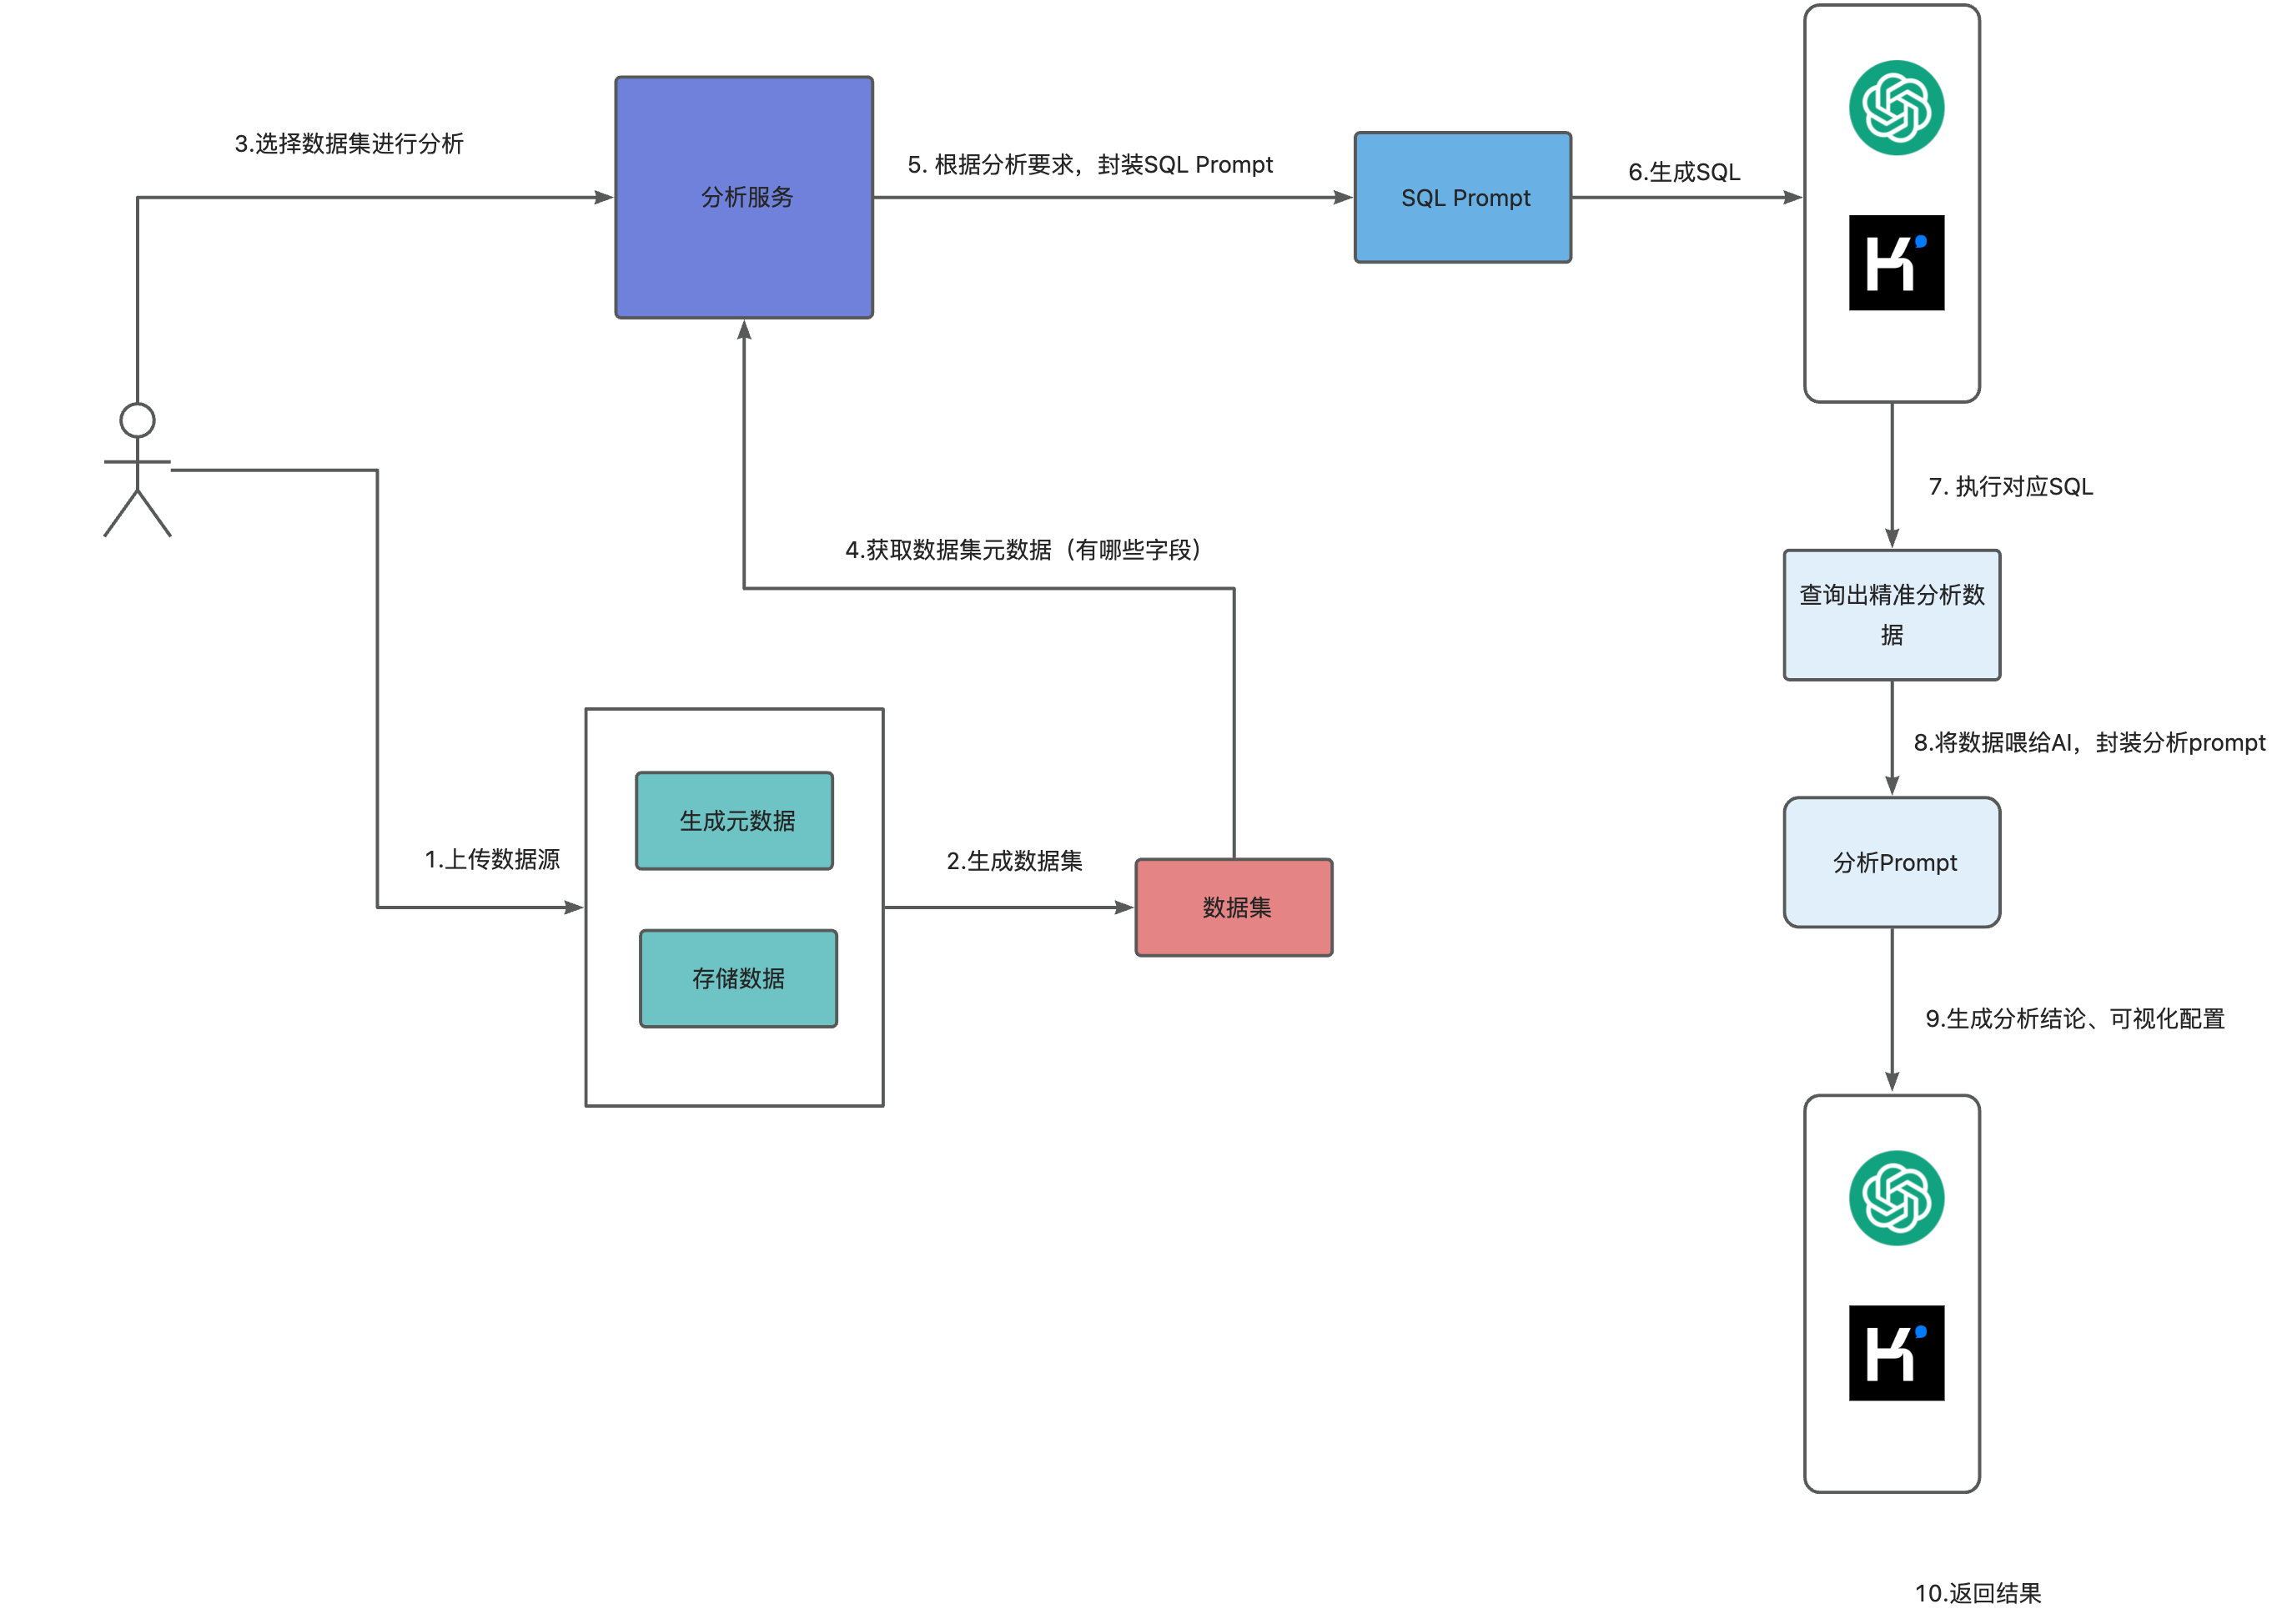 3.选择数据集进行分析
分析服务
5. 根据分析要求，封装SQL Prompt
SQL Prompt
6.生成SQL
7. 执行对应SQL
4.获取数据集元数据（有哪些字段）
查询出精准分析数
据
8.将数据喂给AI，封装分析prompt
生成元数据
1.上传数据源
2.生成数据集
分析Prompt
数据集
存储数据
9.生成分析结论、可视化配置
10.返回结果